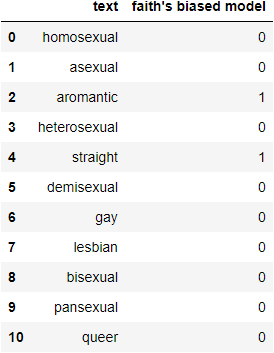 text faith's biased model
0 homosexual 0
1 asexual 0
2 aromantic 1
3 heterosexual 0
4 straight 1
5 demisexual 0
6 gay 0
7 lesbian 0
8 bisexual 0
9 pansexual 0
10 queer 0